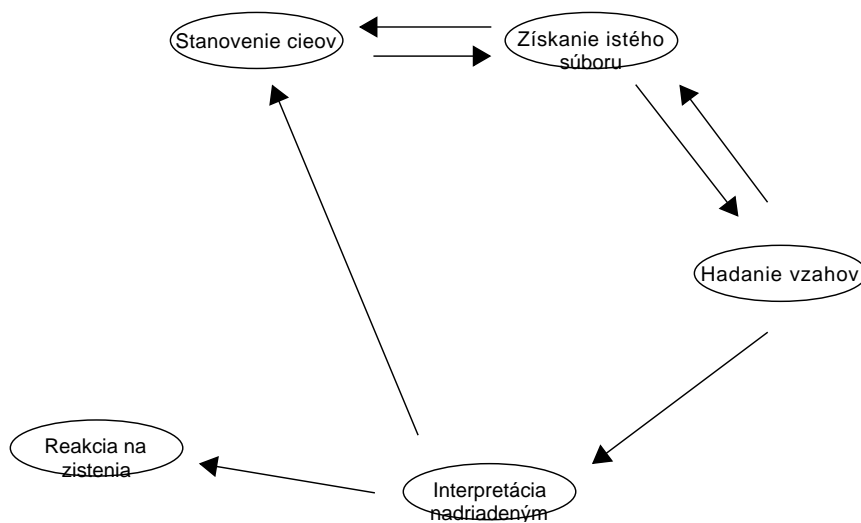 Stanovenie cieov
Získanie istého
súboru
Hadanie vzahov
Reakcia na
zistenia
Interpretácia
nadriadeným